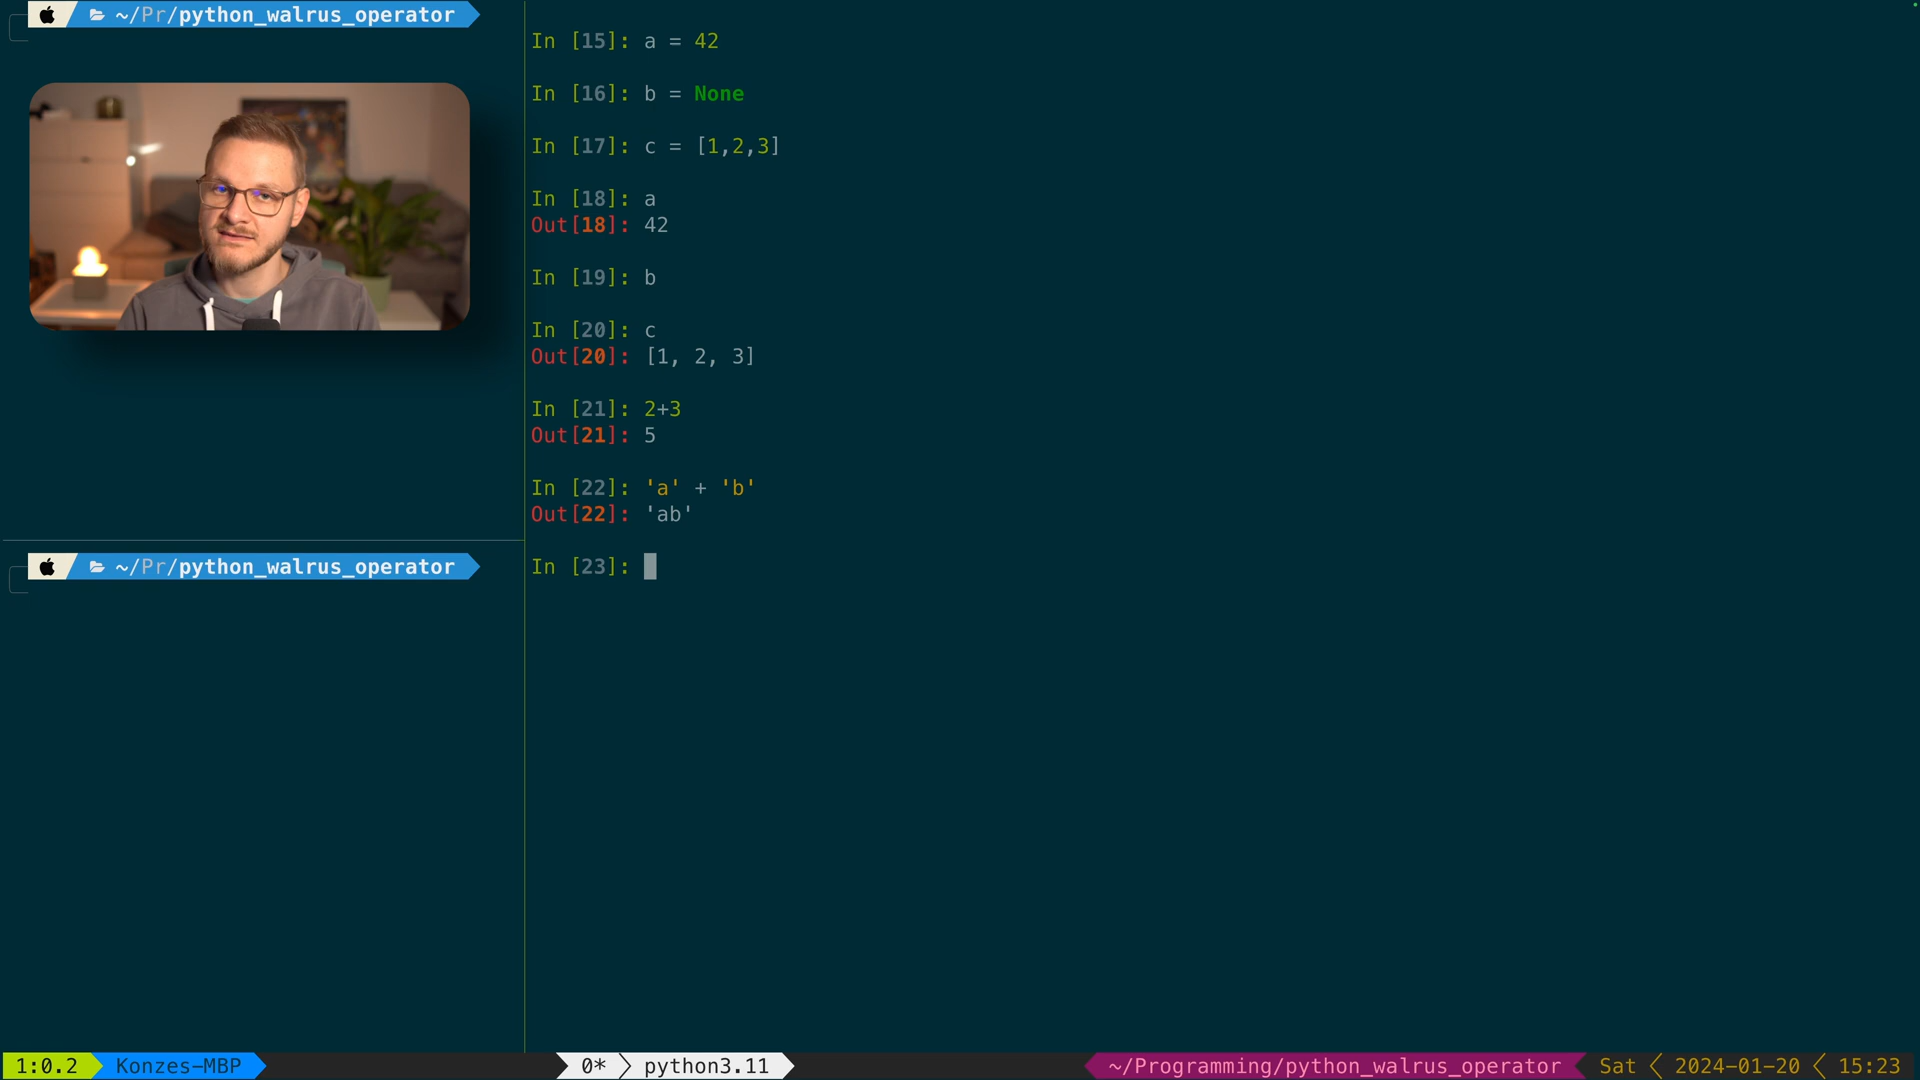 ~/Pr/python_walrus_operator
In [15]: a = 42
In [16]: b = None
In [17]: c = [1,2,3]
In [18]: a
Out[18]: 42
In [19]: b
In [20]: c
Out[20]: [1, 2, 3]
In [21]: 2+3
Out[21]: 5
In [22]: 'a' + 'b'
Out[22]: 'ab'
In [23]:
~/Pr/python_walrus_operator
1:0.2 Konzes-MBP 0* python3.11 ~/Programming/python_walrus_operator Sat 2024-01-20 15:23